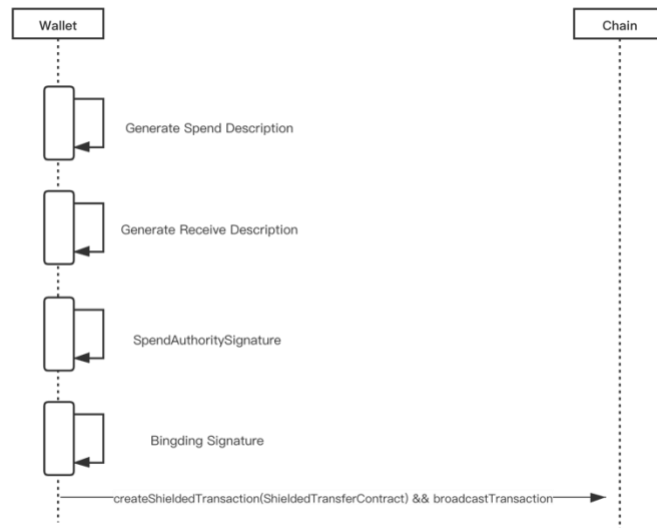 Wallet
Chain
Generate Spend Description
Generate Receive Description
SpendAuthoritySignature
Bingding Signature
createShieldedTransaction(ShieldedTransferContract) && broadcastTransaction